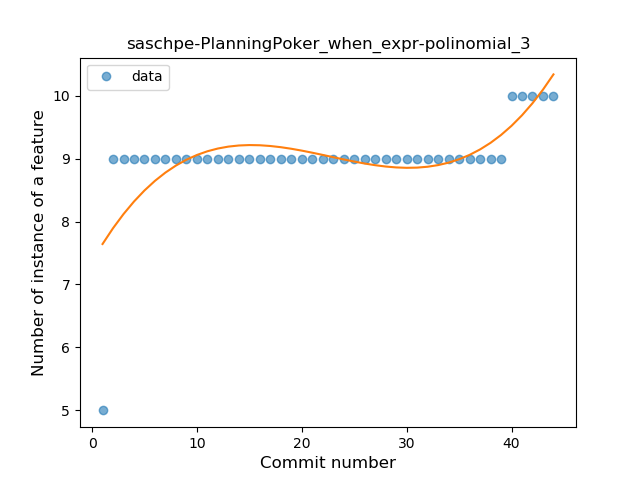 saschpe-PlanningPoker_when_expr-polinomial_3
data
Number of instance of a feature
10
9
8
7
6
5
0
10
20
30
40
Commit number